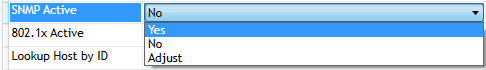 SNMP Active No
Yes
802.1x Active No
Lookup Host by ID Adjust